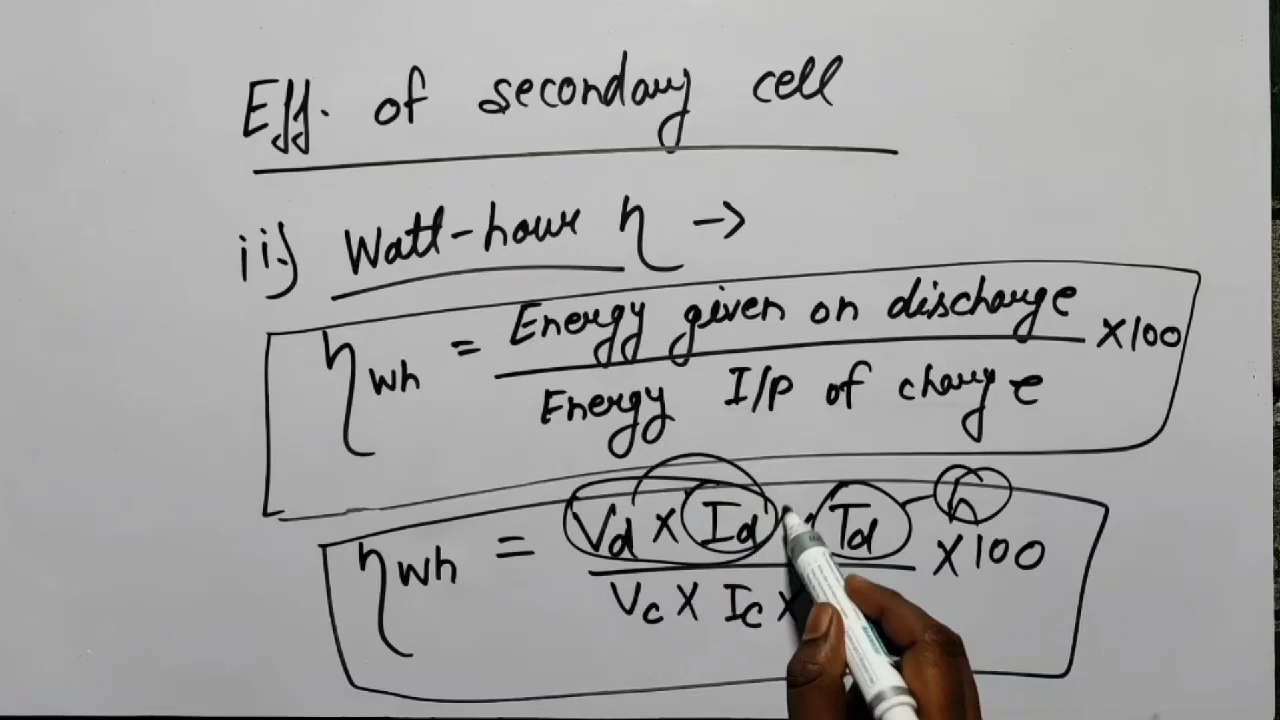 Eff. of secondary cell
ii) Watt-hour η →
ηwh = Energy given on discharge / Energy I/P of charge × 100
ηwh = Vd × Id × Td / Vc × Ic × × 100
h